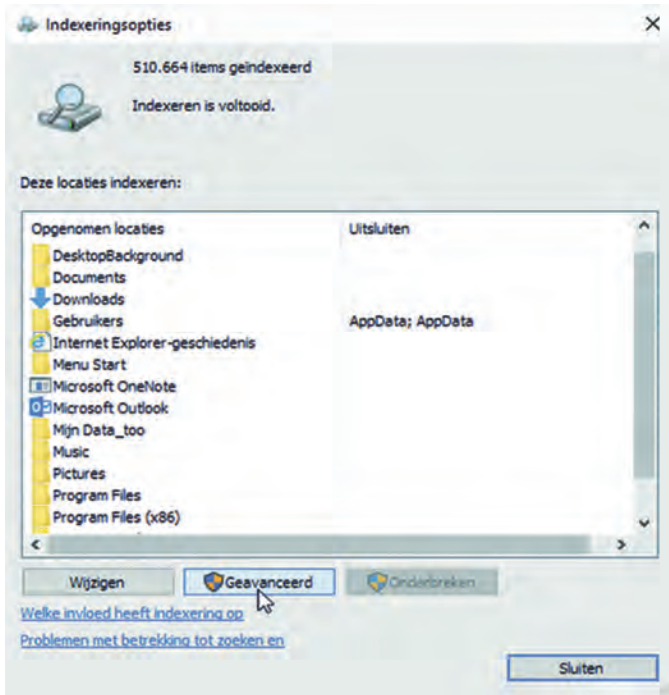 Indexeringsopties
510.664 items geïndexeerd
Indexeren is voltooid.
Deze locaties indexeren:
Opgenomen locaties Uitsluiten
DesktopBackground
Documents
Downloads
Gebruikers AppData; AppData
Internet Explorer-geschiedenis
Menu Start
Microsoft OneNote
Microsoft Outlook
Mijn Data_too
Music
Pictures
Program Files
Program Files (x86)
Wijzigen Geavanceerd Onderbreken
Welke invloed heeft indexering op
Problemen met betrekking tot zoeken en
Sluiten